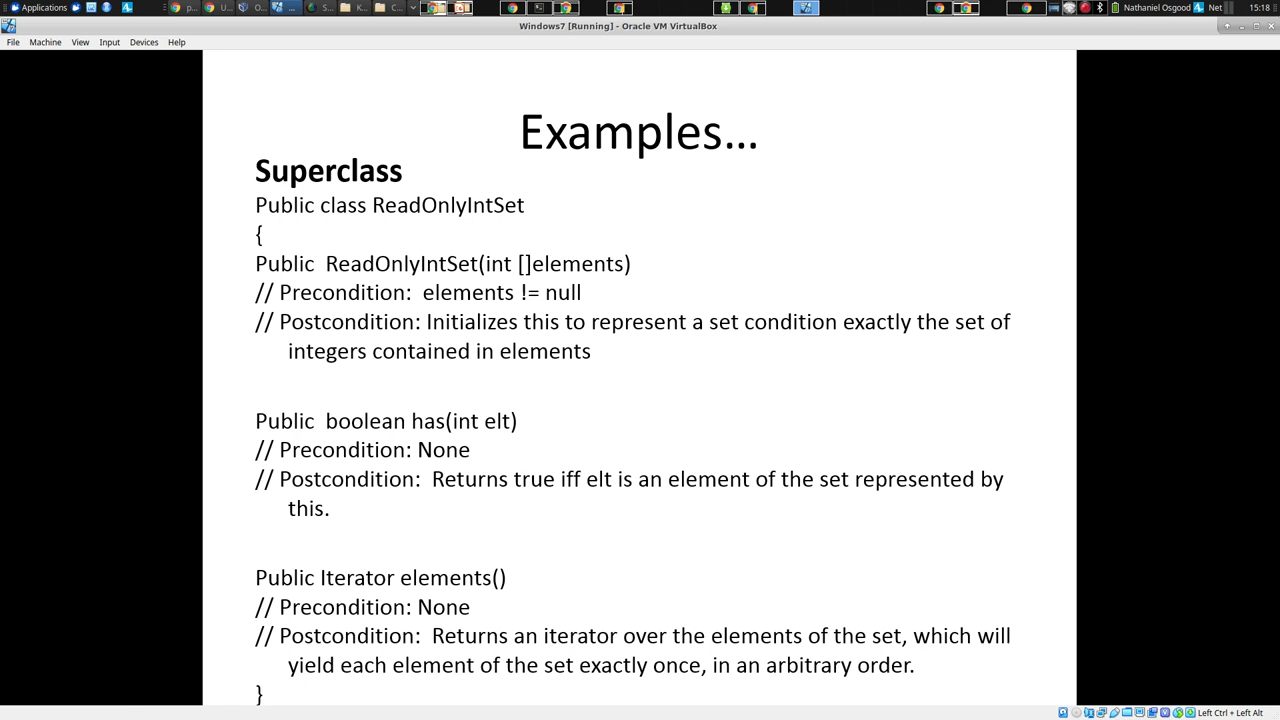 Applications
p...
U...
O...
...
S...
K...
C...
Nathaniel Osgood
Net
15:18
Windows7 [Running] - Oracle VM VirtualBox
File Machine View Input Devices Help
Examples...
Superclass
Public class ReadOnlyIntSet
{
Public ReadOnlyIntSet(int []elements)
// Precondition: elements != null
// Postcondition: Initializes this to represent a set condition exactly the set of
integers contained in elements
Public boolean has(int elt)
// Precondition: None
// Postcondition: Returns true iff elt is an element of the set represented by
this.
Public Iterator elements()
// Precondition: None
// Postcondition: Returns an iterator over the elements of the set, which will
yield each element of the set exactly once, in an arbitrary order.
}
Left Ctrl + Left Alt